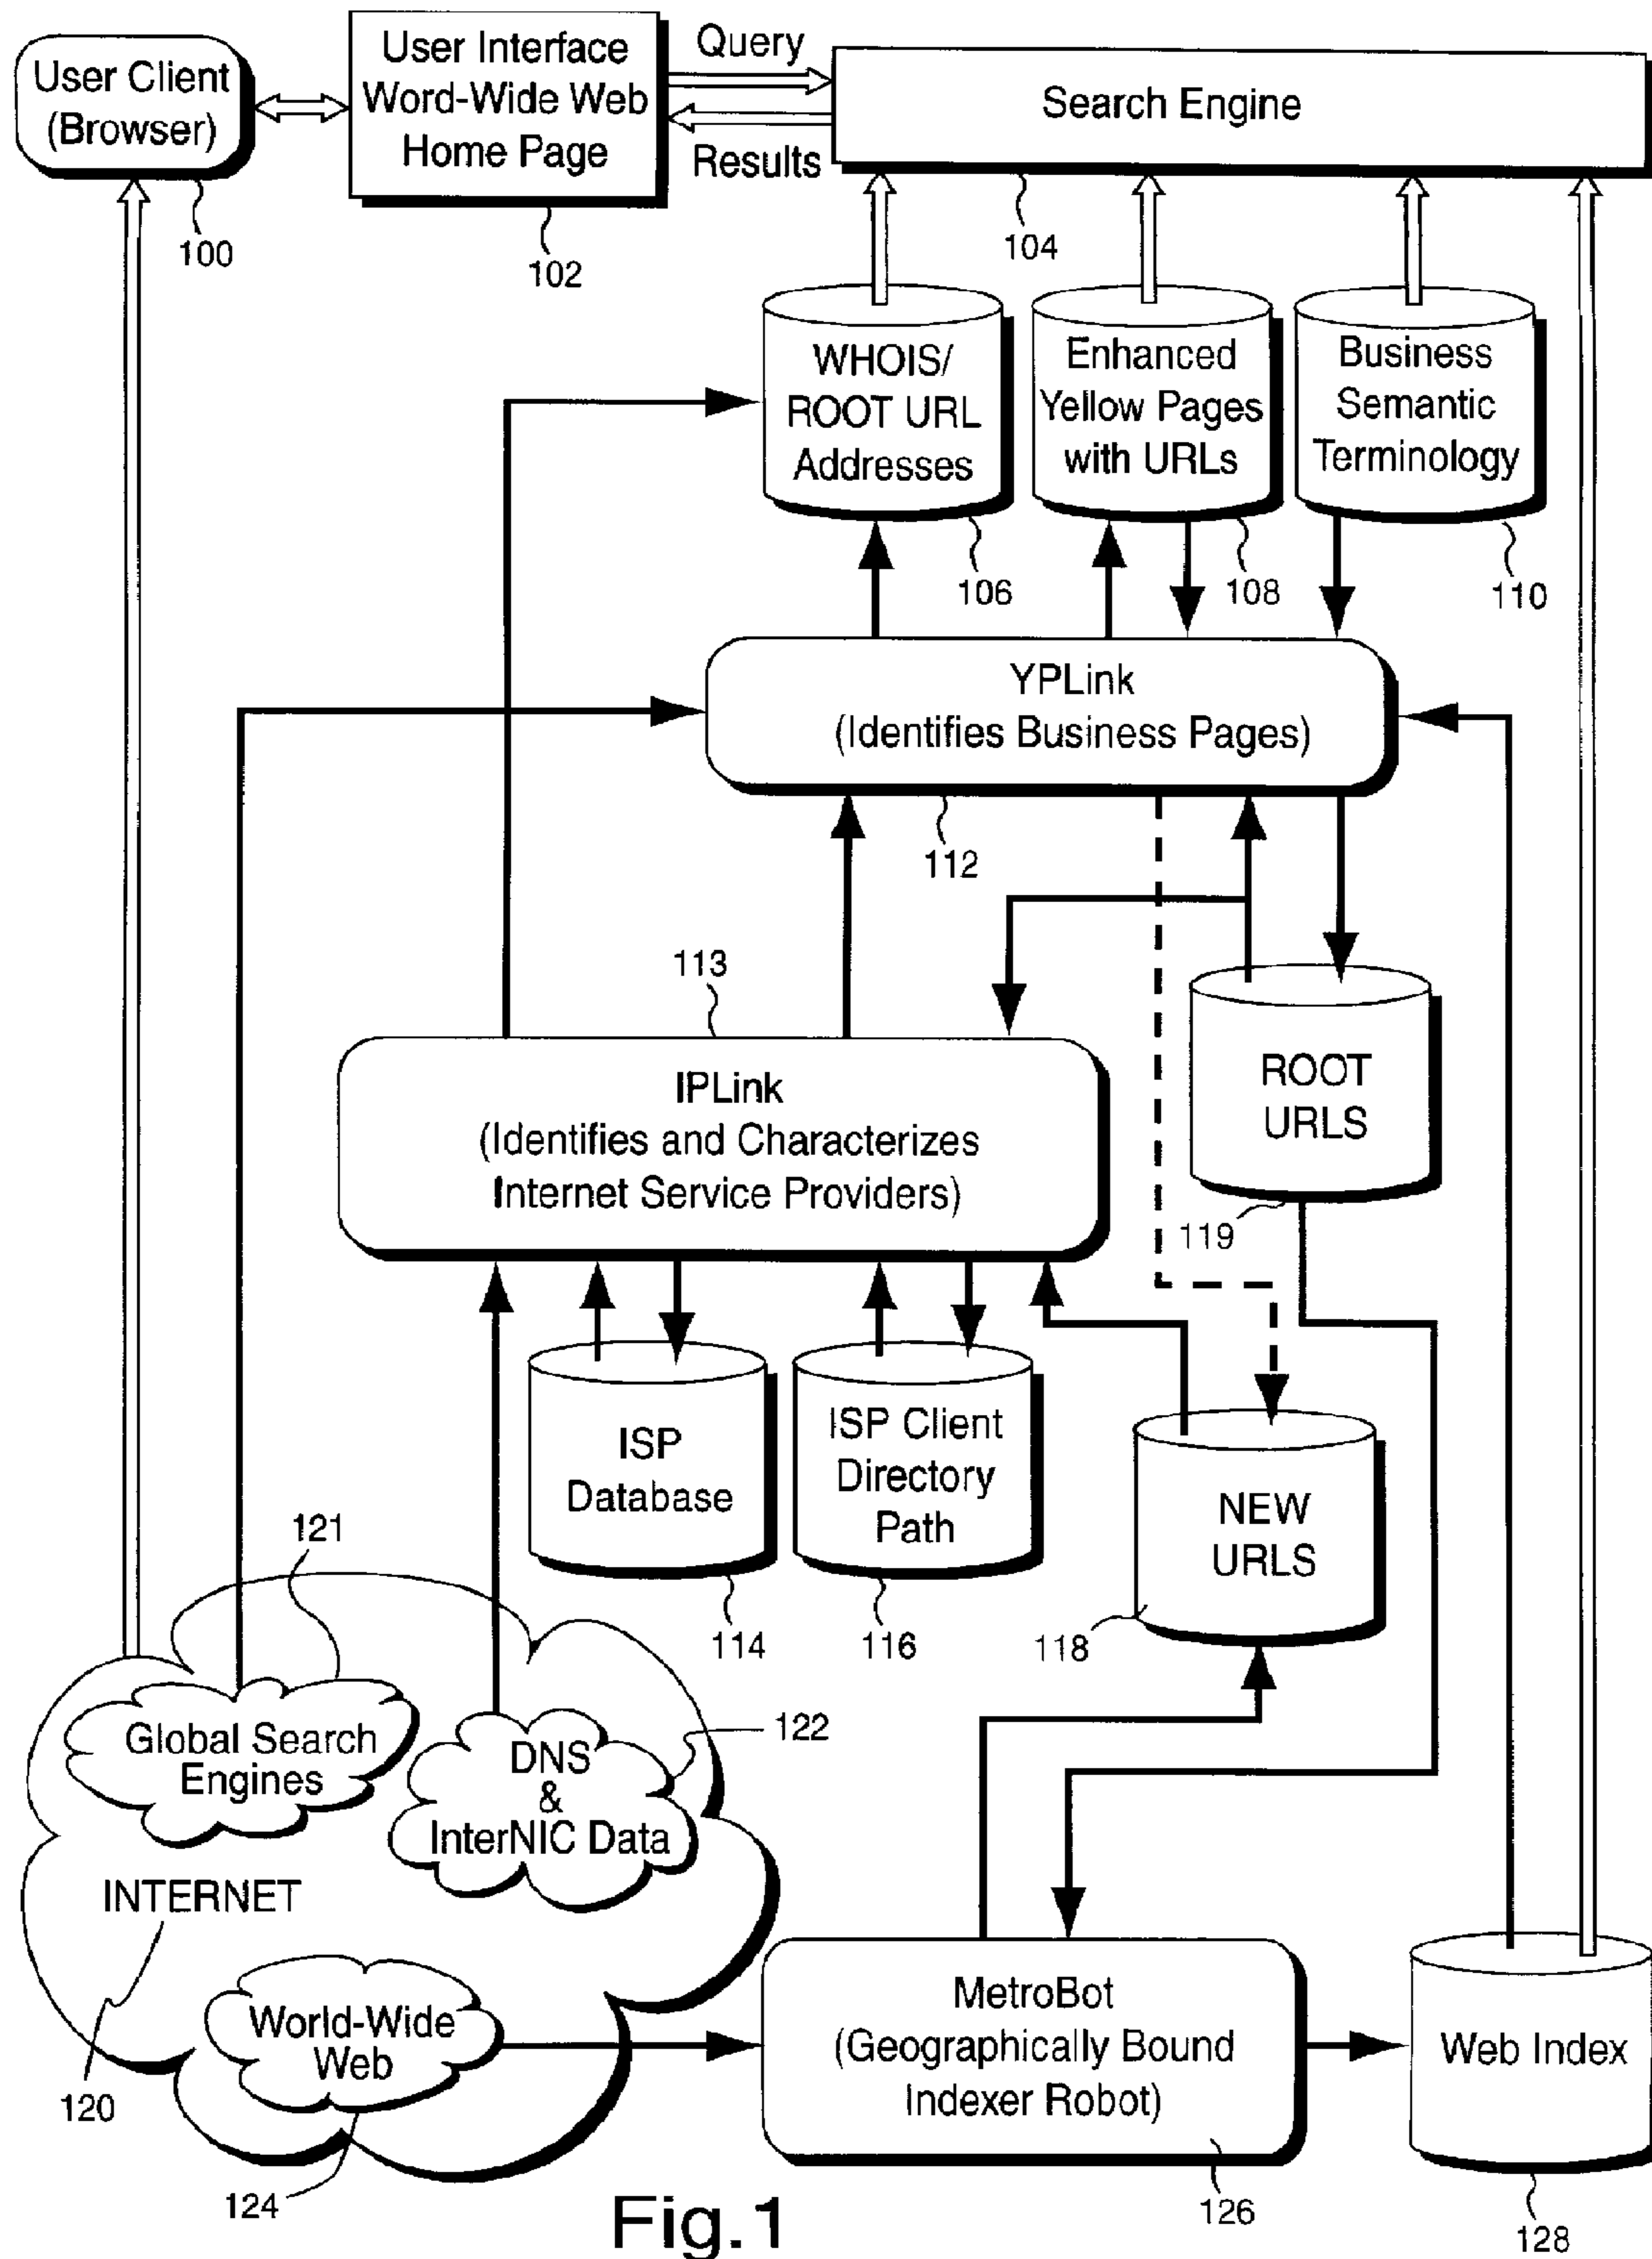 User Client
(Browser)
100
User Interface
Word-Wide Web
Home Page
102
Query
Results
Search Engine
104
WHOIS/
ROOT URL
Addresses
106
Enhanced
Yellow Pages
with URLs
108
Business
Semantic
Terminology
110
YPLink
(Identifies Business Pages)
112
113
IPLink
(Identifies and Characterizes
Internet Service Providers)
ROOT
URLS
119
ISP
Database
114
ISP Client
Directory
Path
116
NEW
URLS
118
121
Global Search
Engines
122
DNS
&
InterNIC Data
INTERNET
120
World-Wide
Web
124
MetroBot
(Geographically Bound
Indexer Robot)
126
Web Index
128
Fig.1